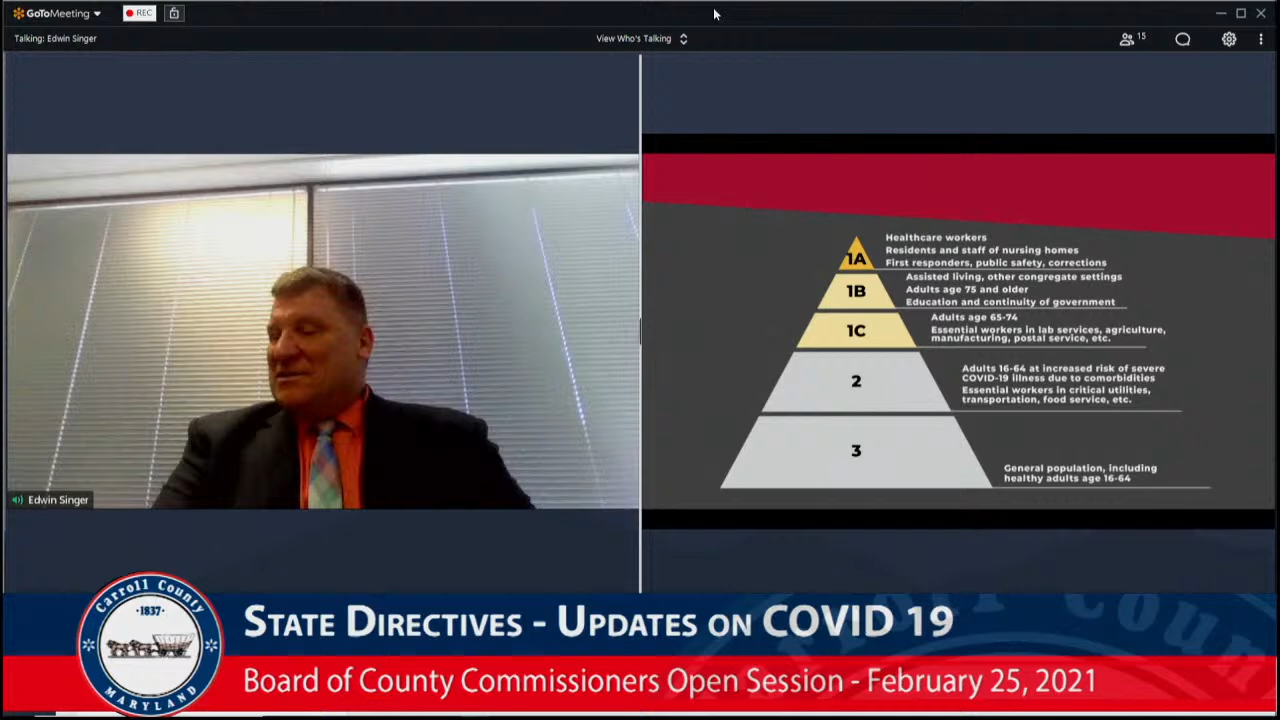 GoToMeeting
REC
Talking: Edwin Singer
View Who's Talking
15
Edwin Singer
1A
Healthcare workers
Residents and staff of nursing homes
First responders, public safety, corrections
1B
Assisted living, other congregate settings
Adults age 75 and older
Education and continuity of government
1C
Adults age 65-74
Essential workers in lab services, agriculture,
manufacturing, postal service, etc.
2
Adults 16-64 at increased risk of severe
COVID-19 illness due to comorbidities
Essential workers in critical utilities,
transportation, food service, etc.
3
General population, including
healthy adults age 16-64
Carroll County
1837
MARYLAND
STATE DIRECTIVES - UPDATES ON COVID 19
Board of County Commissioners Open Session - February 25, 2021